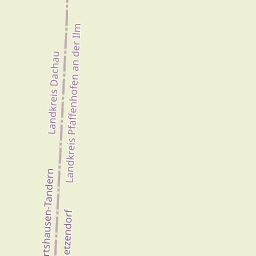 Landkreis Dachau
Landkreis Pfaffenhofen an der Ilm
rtshausen-Tandern
etzendorf